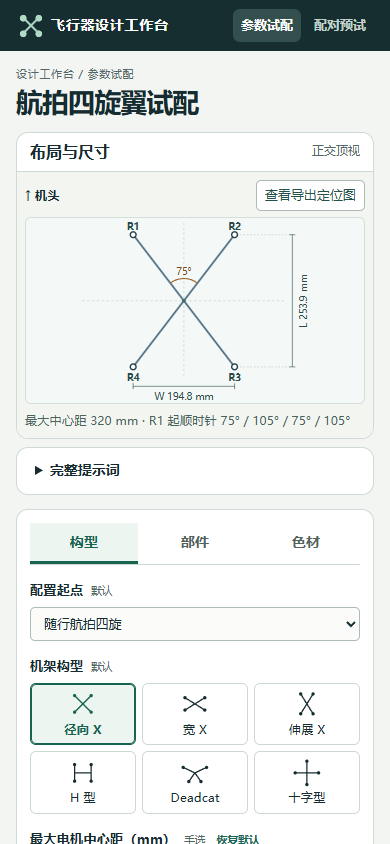 飞行器设计工作台
参数试配
配对预试
设计工作台 / 参数试配
航拍四旋翼试配
布局与尺寸
正交顶视
↑ 机头
查看导出定位图
R1
R2
75°
L 253.9 mm
R4
R3
W 194.8 mm
最大中心距 320 mm · R1 起顺时针 75° / 105° / 75° / 105°
▶ 完整提示词
构型
部件
色材
配置起点 默认
随行航拍四旋
机架构型 默认
径向 X
宽 X
伸展 X
H 型
Deadcat
十字型
最大电机中心距（mm） 手选 恢复默认